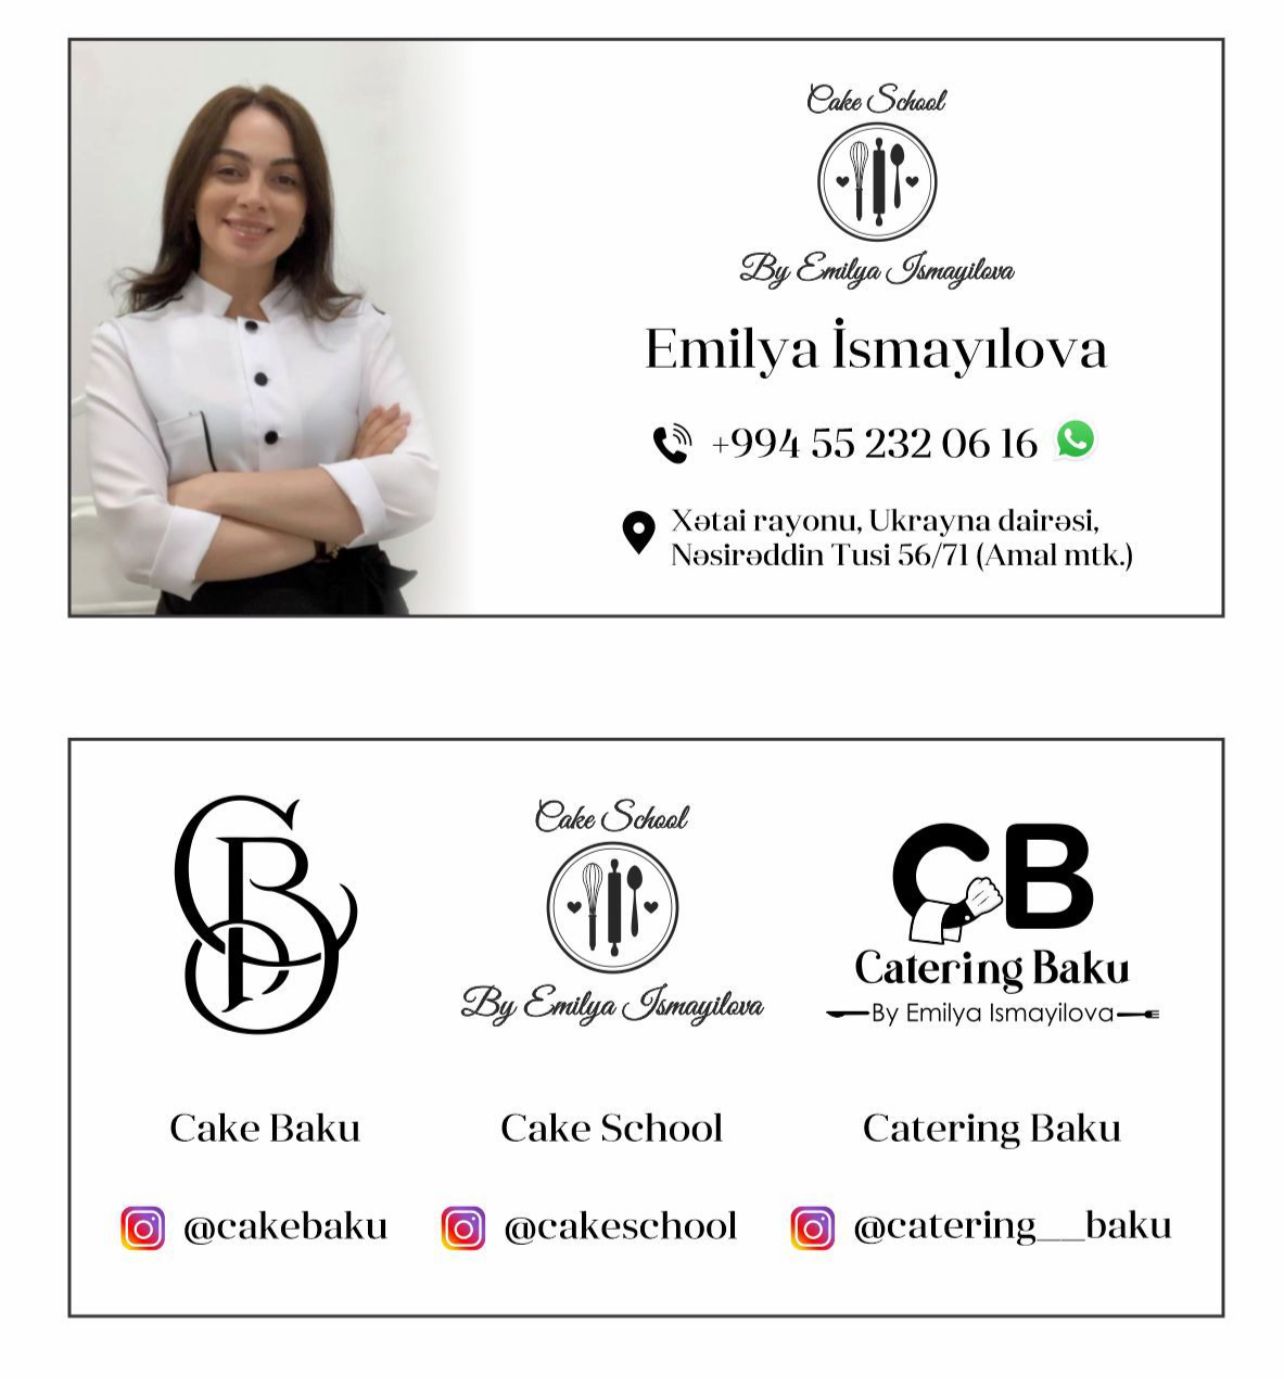 Cake School
By Emilya Ismayilova
Emilya İsmayılova
+994 55 232 06 16
Xətai rayonu, Ukrayna dairəsi,
Nəsirəddin Tusi 56/71 (Amal mtk.)
CB
Cake School
By Emilya Ismayilova
CB
Catering Baku
By Emilya Ismayilova
Cake Baku
Cake School
Catering Baku
@cakebaku
@cakeschool
@catering__baku